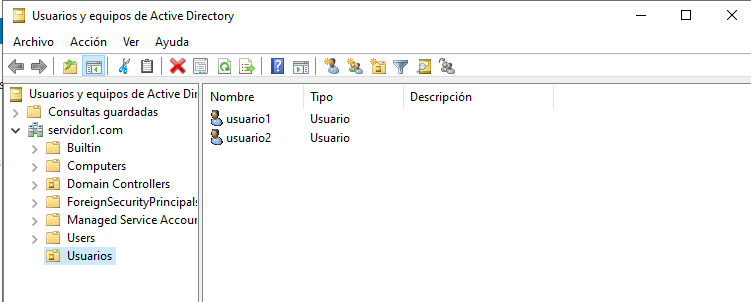 Usuarios y equipos de Active Directory
Archivo Acción Ver Ayuda
Usuarios y equipos de Active Direc
Consultas guardadas
servidor1.com
Builtin
Computers
Domain Controllers
ForeignSecurityPrincipals
Managed Service Accour
Users
Usuarios
Nombre Tipo Descripción
usuario1 Usuario
usuario2 Usuario